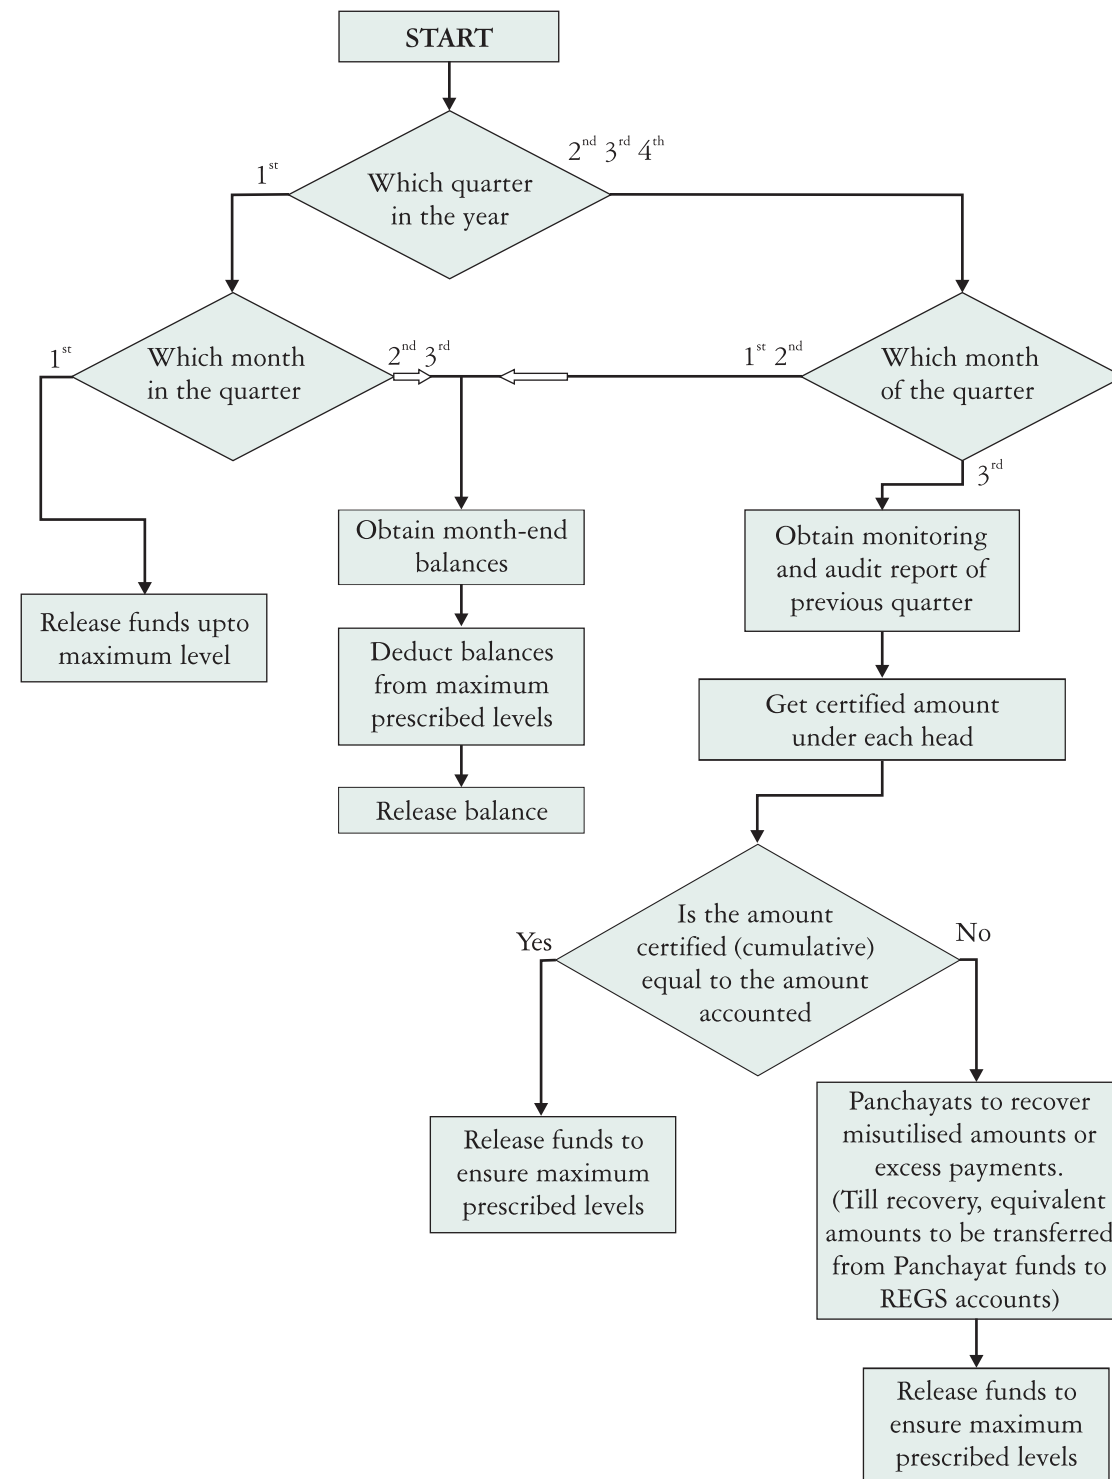 START
Which quarter
in the year
1st
2nd 3rd 4th
Which month
in the quarter
1st
2nd 3rd
1st 2nd
Which month
of the quarter
3rd
Release funds upto
maximum level
Obtain month-end
balances
Deduct balances
from maximum
prescribed levels
Release balance
Obtain monitoring
and audit report of
previous quarter
Get certified amount
under each head
Is the amount
certified (cumulative)
equal to the amount
accounted
Yes
No
Release funds to
ensure maximum
prescribed levels
Panchayats to recover
misutilised amounts or
excess payments.
(Till recovery, equivalent
amounts to be transferred
from Panchayat funds to
REGS accounts)
Release funds to
ensure maximum
prescribed levels